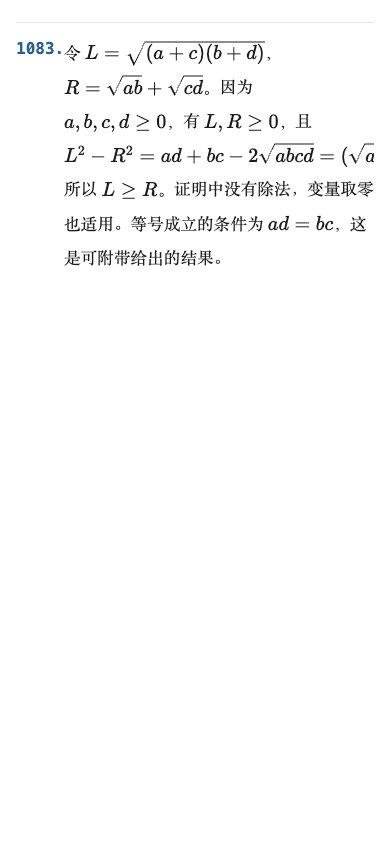 1083. 令 L = √(a + c)(b + d),
R = √ab + √cd。因为
a, b, c, d ≥ 0，有 L, R ≥ 0，且
L² − R² = ad + bc − 2√abcd = (√a
所以 L ≥ R。证明中没有除法，变量取零
也适用。等号成立的条件为 ad = bc，这
是可附带给出的结果。